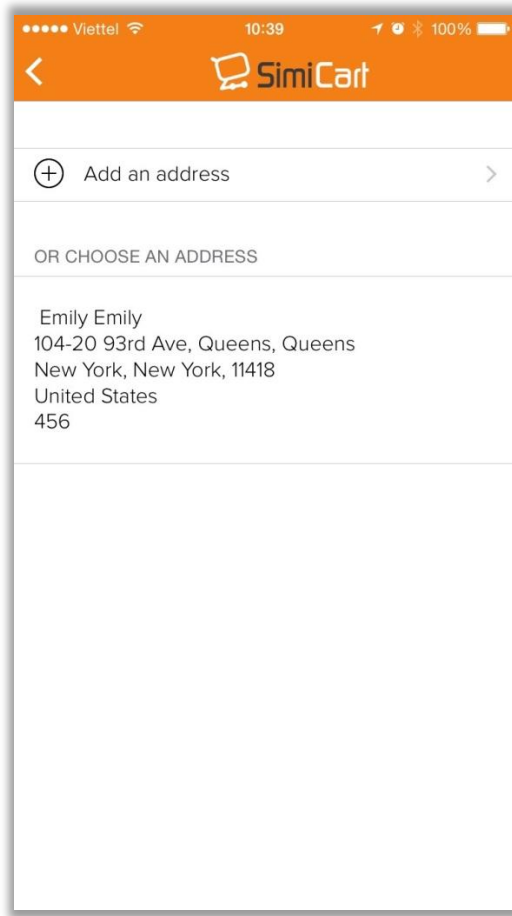 Viettel 10:39 100%
SimiCart
Add an address
OR CHOOSE AN ADDRESS
Emily Emily
104-20 93rd Ave, Queens, Queens
New York, New York, 11418
United States
456